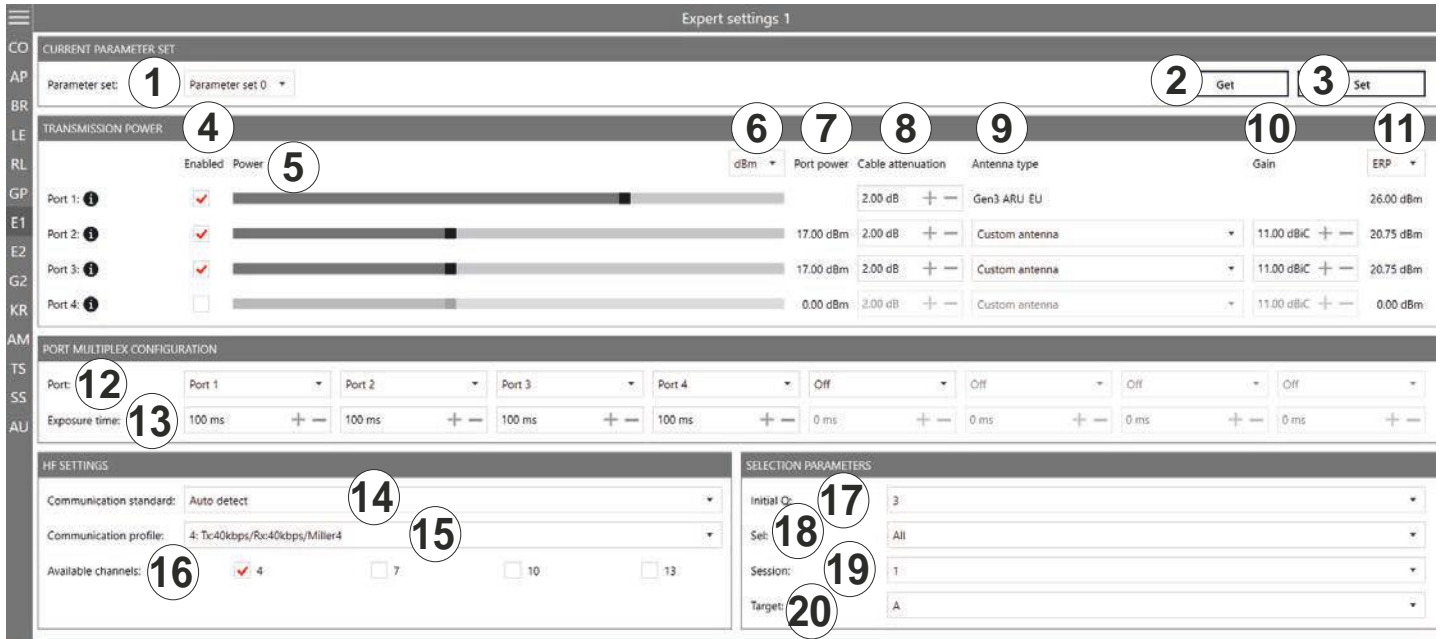 Expert settings 1
CO
AP
BR
LE
RL
GP
E1
E2
G2
KR
AM
TS
SS
AU
CURRENT PARAMETER SET
Parameter set: 1 Parameter set 0 2 Get 3 Set
TRANSMISSION POWER 4 6 7 8 9 10 11
Enabled Power 5 dBm Port power Cable attenuation Antenna type Gain ERP
Port 1: 2.00 dB + − Gen3 ARU EU 26.00 dBm
Port 2: 17.00 dBm 2.00 dB + − Custom antenna 11.00 dBiC + − 20.75 dBm
Port 3: 17.00 dBm 2.00 dB + − Custom antenna 11.00 dBiC + − 20.75 dBm
Port 4: 0.00 dBm 2.00 dB + − Custom antenna 11.00 dBiC + − 0.00 dBm
PORT MULTIPLEX CONFIGURATION
Port: 12 Port 1 Port 2 Port 3 Port 4 Off Off Off Off
Exposure time: 13 100 ms + − 100 ms + − 100 ms + − 100 ms + − 0 ms + − 0 ms + − 0 ms + − 0 ms + −
HF SETTINGS
Communication standard: Auto detect 14
Communication profile: 4: Tx:40kbps/Rx:40kbps/Miller4 15
Available channels: 16 4 7 10 13
SELECTION PARAMETERS
Initial Q: 17 3
Sel: 18 All
Session: 19 1
Target: 20 A